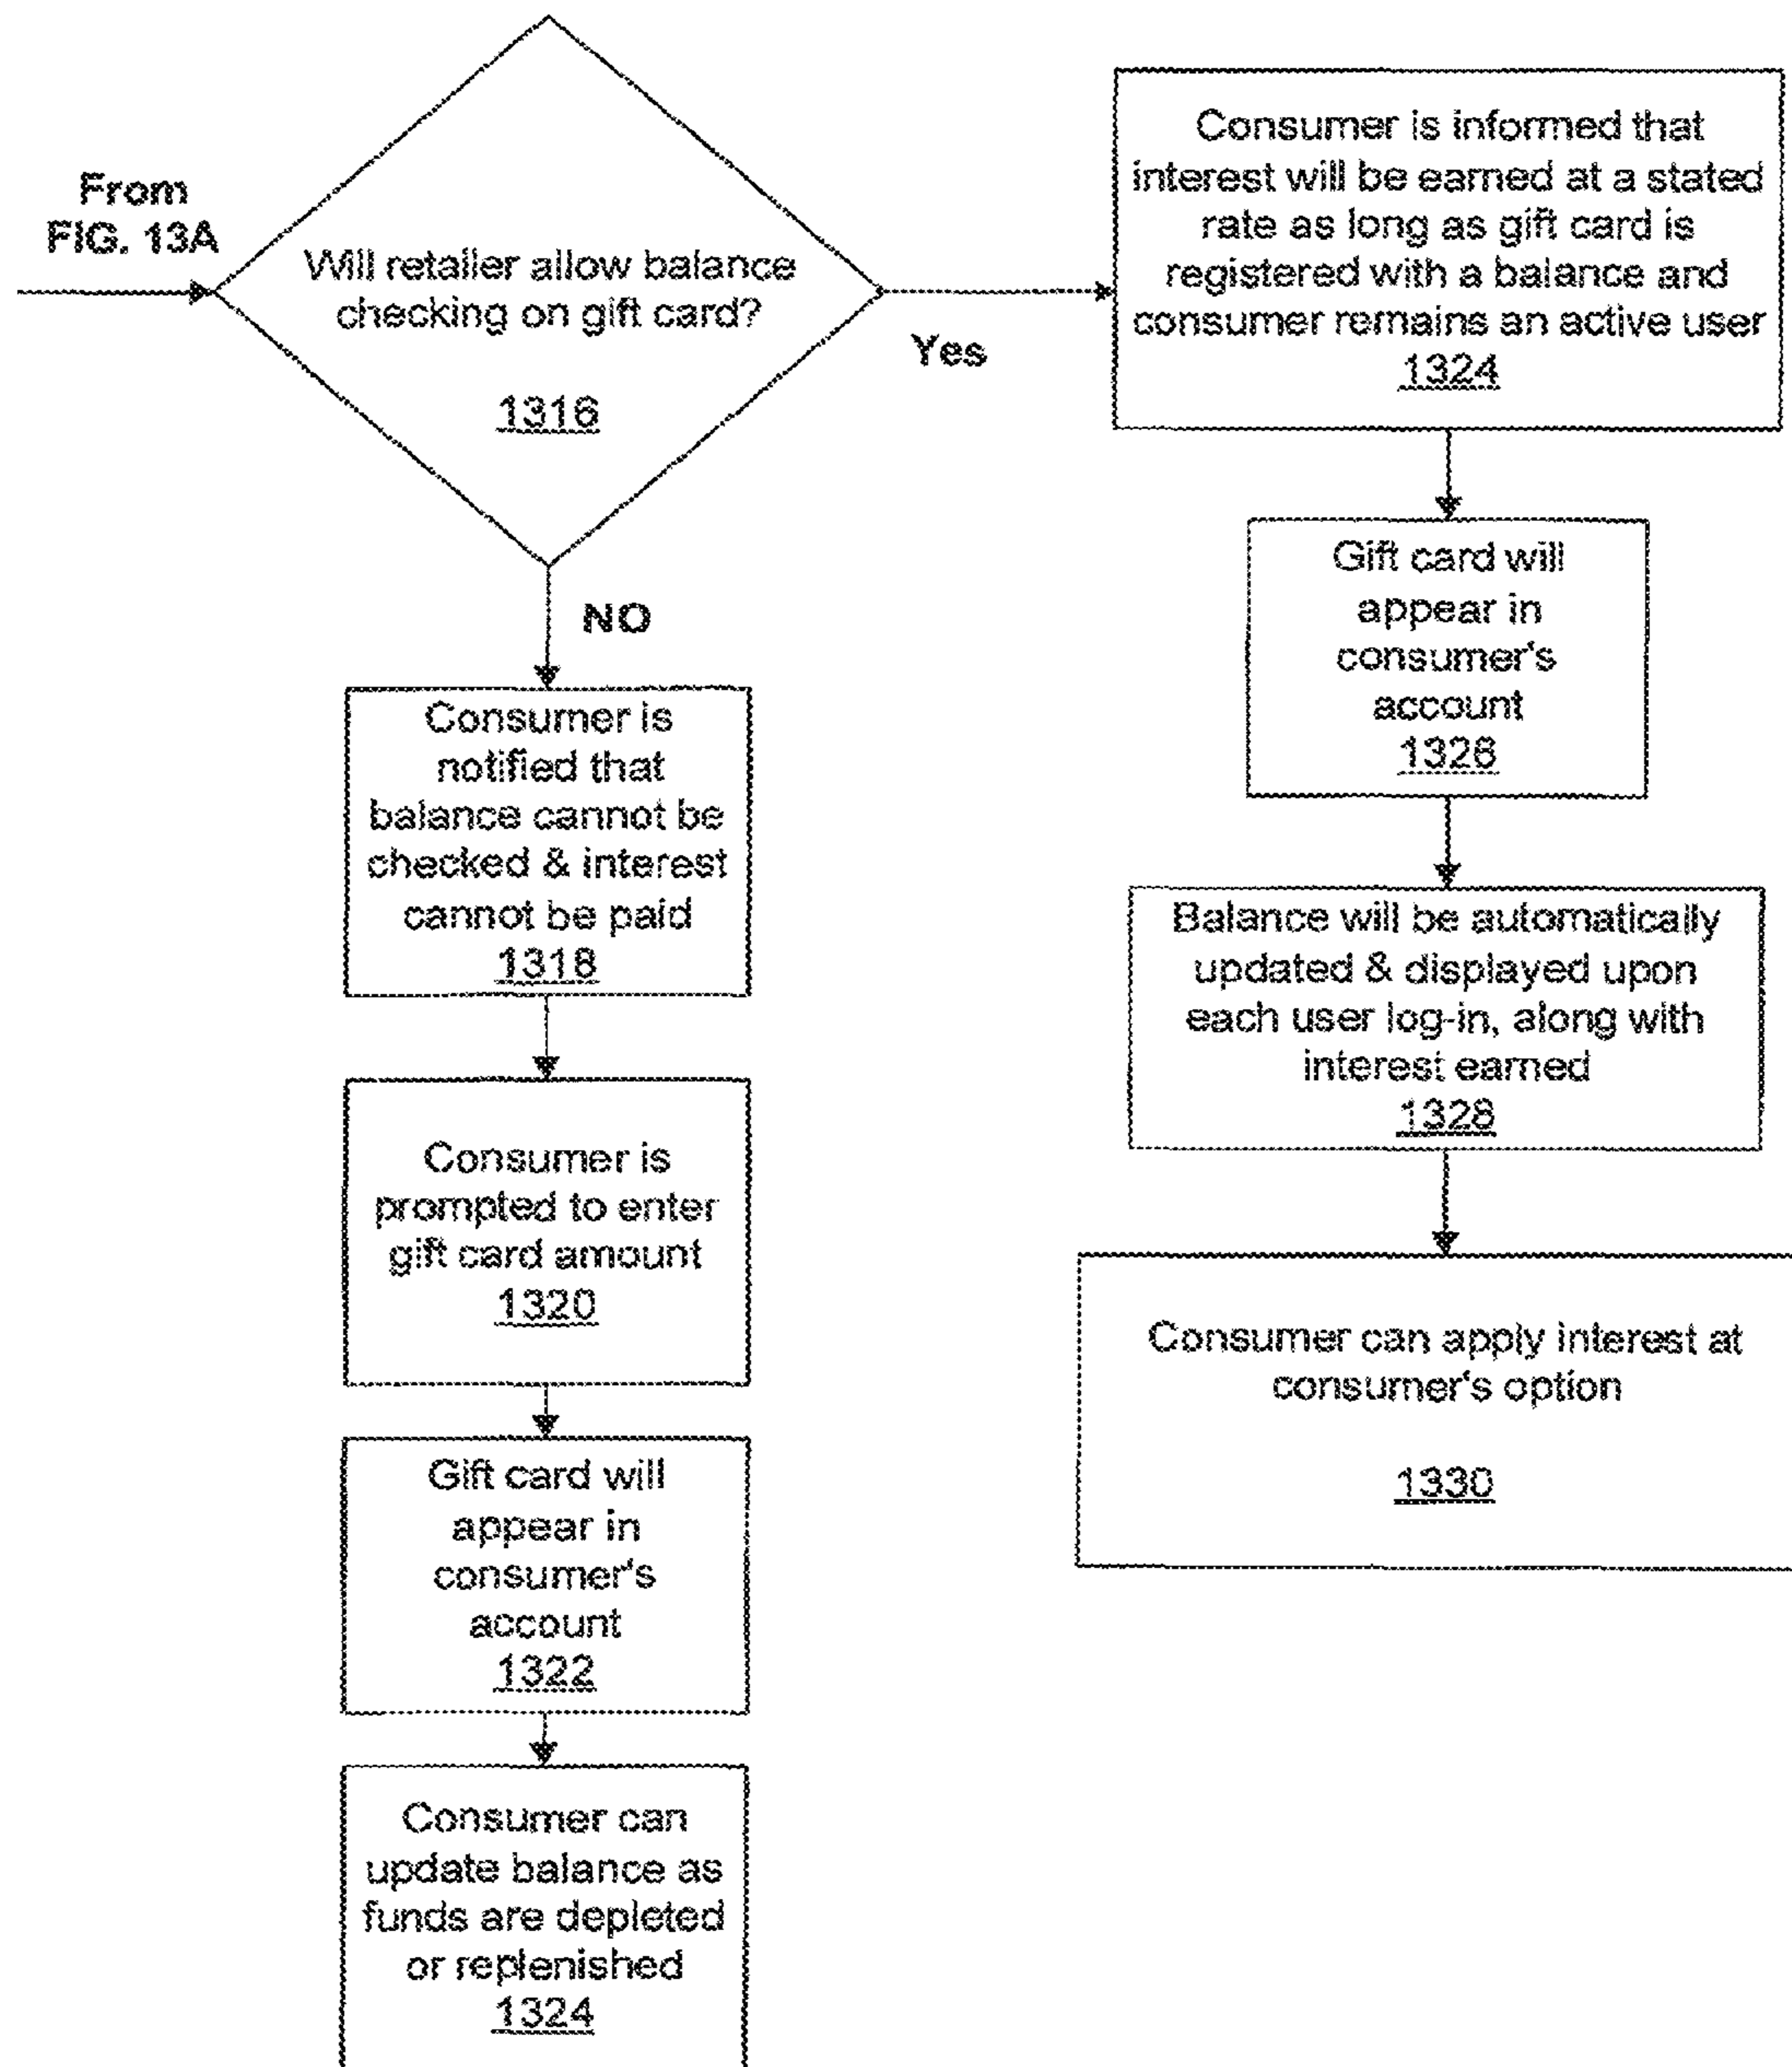 From
FIG. 13A
Will retailer allow balance
checking on gift card?
1316
Yes
NO
Consumer is
notified that
balance cannot be
checked & interest
cannot be paid
1318
Consumer is
prompted to enter
gift card amount
1320
Gift card will
appear in
consumer's
account
1322
Consumer can
update balance as
funds are depleted
or replenished
1324
Consumer is informed that
interest will be earned at a stated
rate as long as gift card is
registered with a balance and
consumer remains an active user
1324
Gift card will
appear in
consumer's
account
1326
Balance will be automatically
updated & displayed upon
each user log-in, along with
interest earned
1328
Consumer can apply interest at
consumer's option
1330